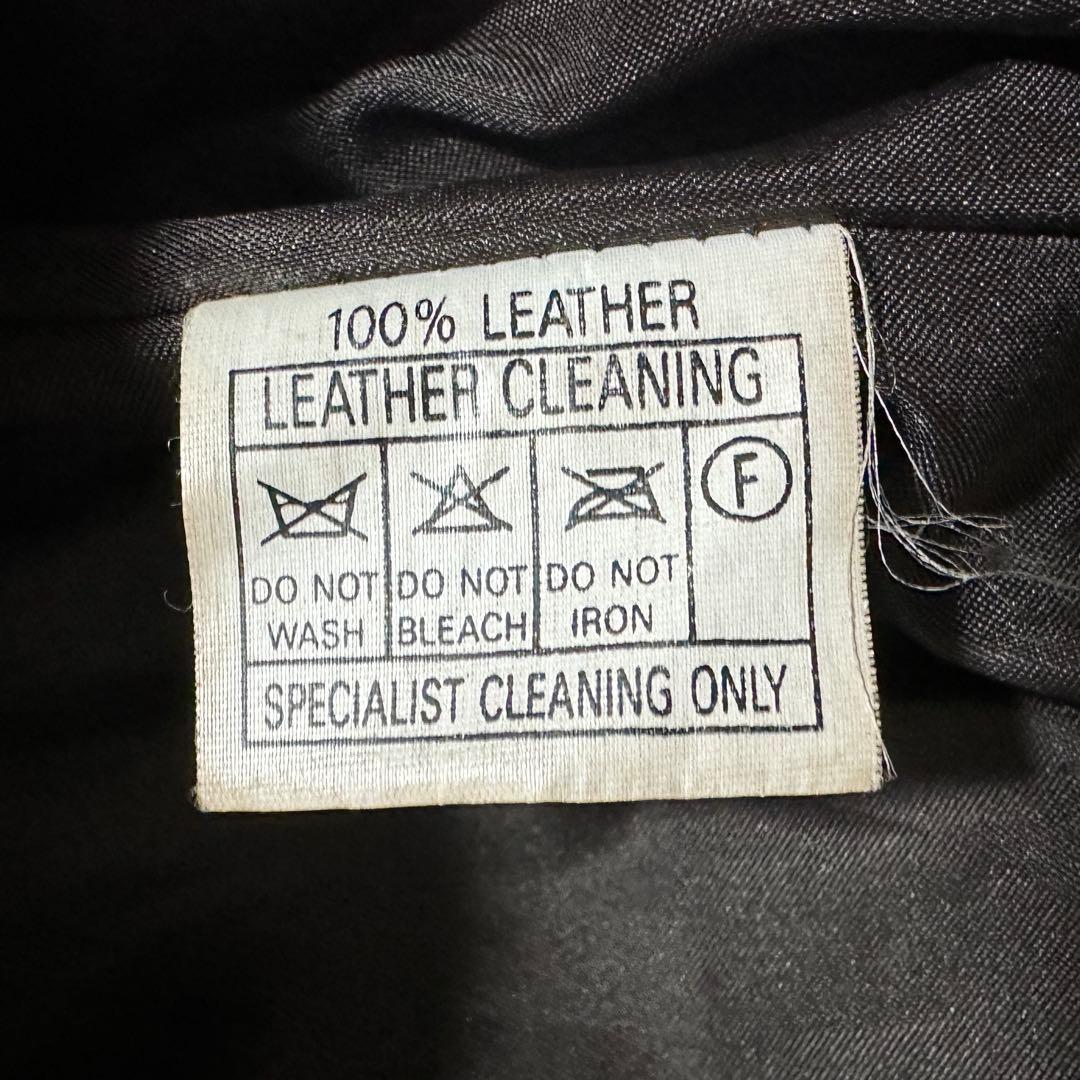 100% LEATHER
LEATHER CLEANING
F
DO NOT WASH
DO NOT BLEACH
DO NOT IRON
SPECIALIST CLEANING ONLY